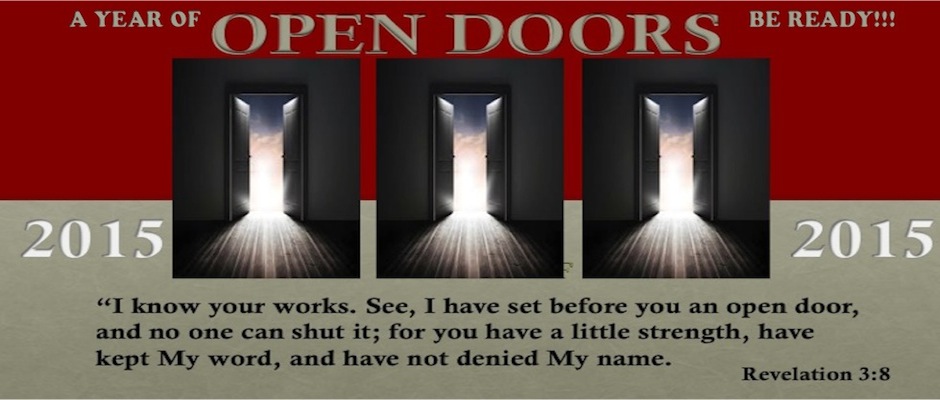 A YEAR OF OPEN DOORS BE READY!!!
2015 2015
F
“I know your works. See, I have set before you an open door,
and no one can shut it; for you have a little strength, have
kept My word, and have not denied My name.
Revelation 3:8